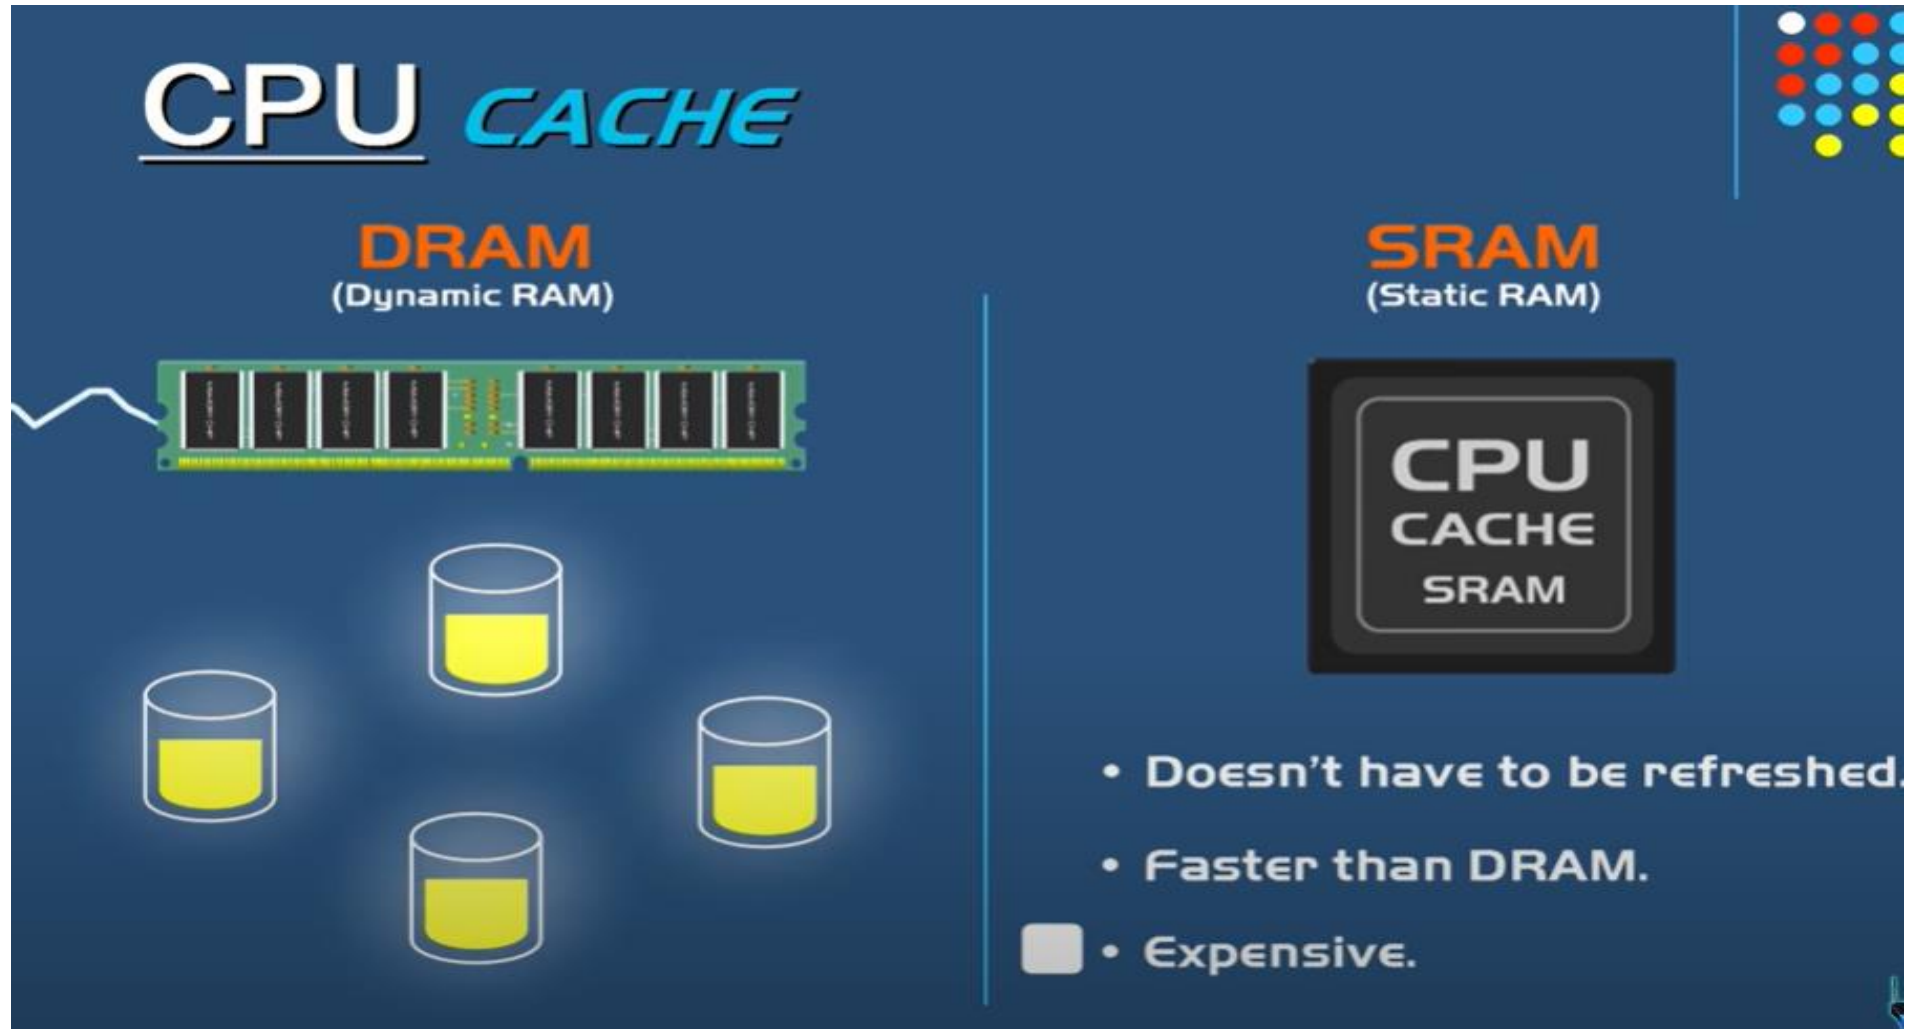 CPU CACHE
DRAM
(Dynamic RAM)
SRAM
(Static RAM)
CPU
CACHE
SRAM
• Doesn't have to be refreshed.
• Faster than DRAM.
• Expensive.